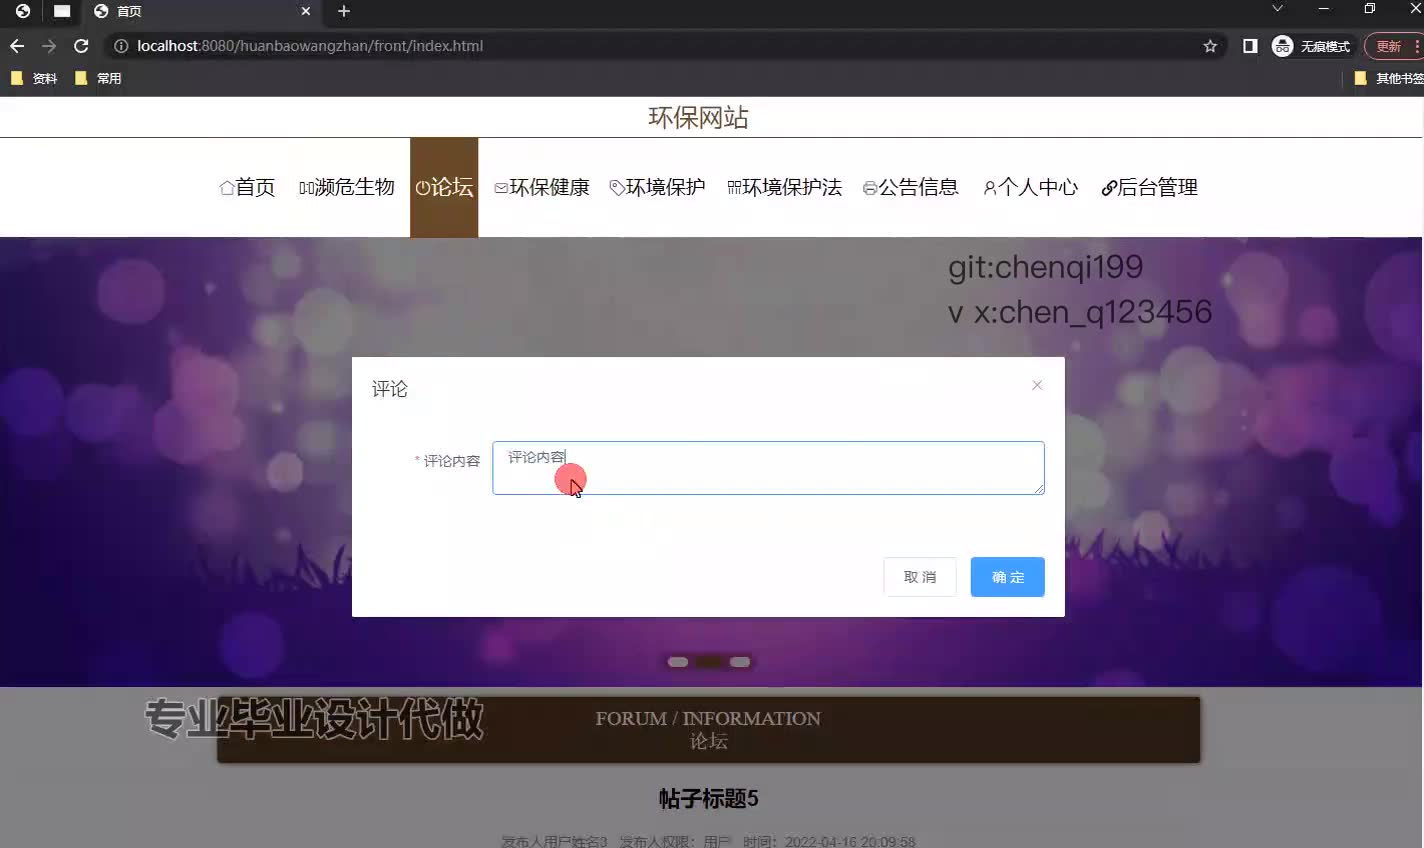 首页
localhost:8080/huanbaowangzhan/front/index.html
无痕模式
更新
资料
常用
其他书签
环保网站
首页
濒危生物
论坛
环保健康
环境保护
环境保护法
公告信息
个人中心
后台管理
git:chenqi199
v x:chen_q123456
评论
* 评论内容
评论内容
取 消
确 定
专业毕业设计代做
FORUM / INFORMATION
论坛
帖子标题5
发布人用户姓名3 发布人权限：用户 时间：2022-04-16 20:09:58